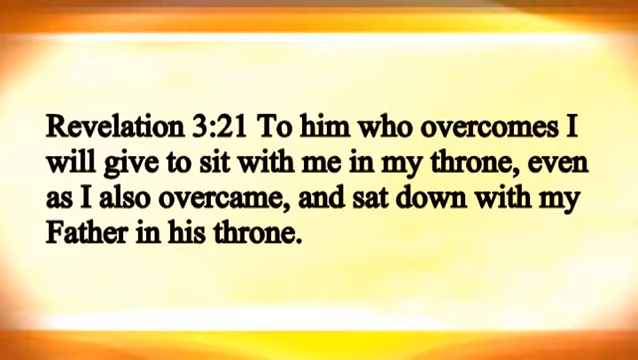 Revelation 3:21 To him who overcomes I
will give to sit with me in my throne, even
as I also overcame, and sat down with my
Father in his throne.